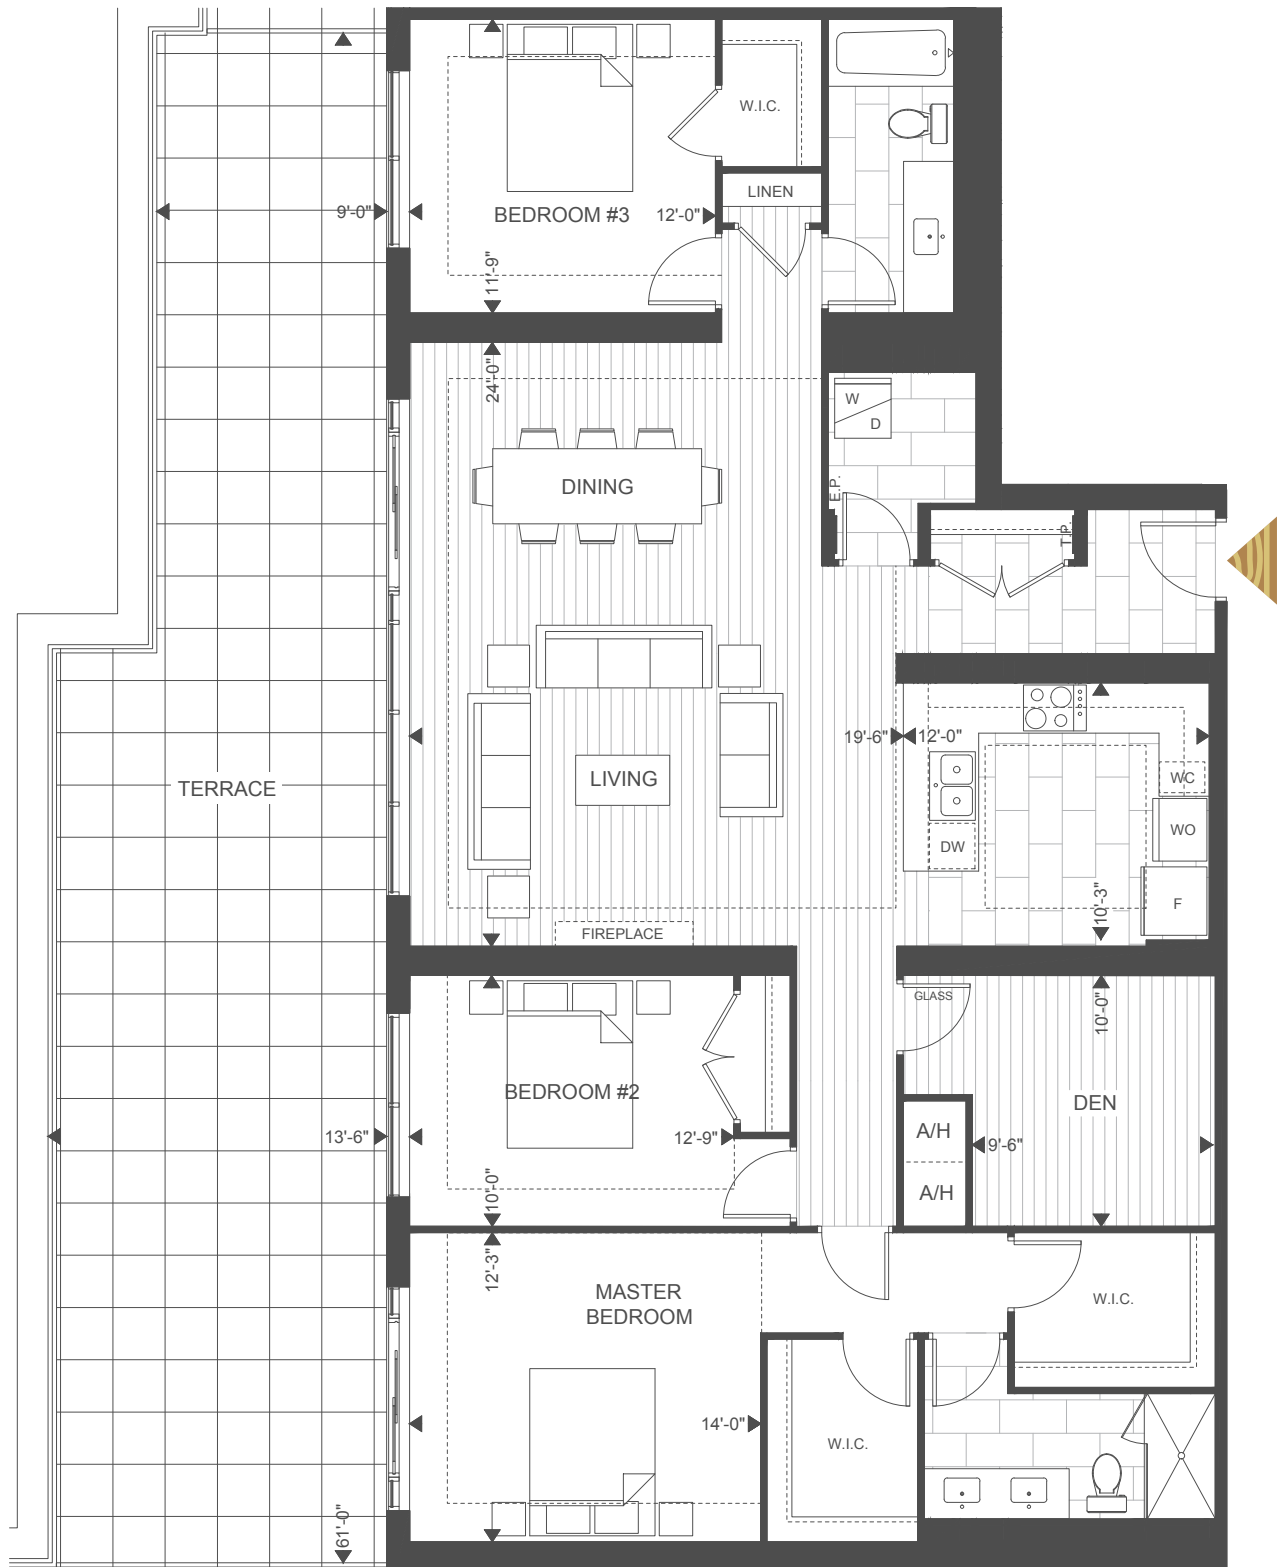 W.I.C.
LINEN
9'-0"
BEDROOM #3
12'-0"
11'-9"
24'-0"
W
D
DINING
E.P.
T.P.
19'-6"
12'-0"
TERRACE
LIVING
WC
WO
DW
F
10'-3"
FIREPLACE
GLASS
10'-0"
BEDROOM #2
DEN
A/H
13'-6"
12'-9"
9'-6"
A/H
10'-0"
12'-3"
MASTER
BEDROOM
W.I.C.
14'-0"
W.I.C.
61'-0"